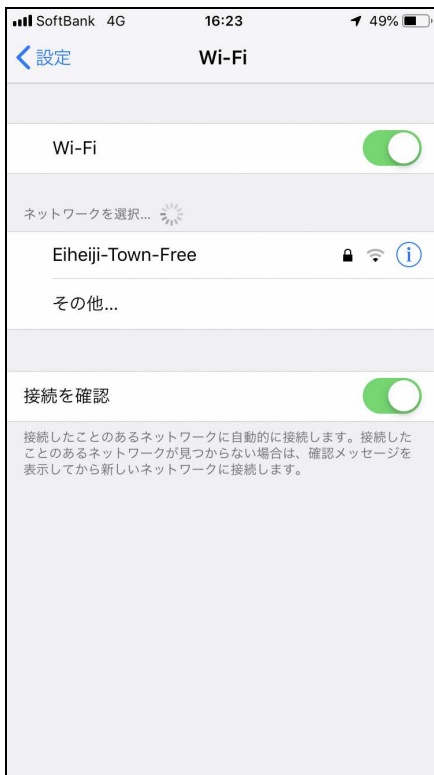 SoftBank 4G 16:23 49%
設定 Wi-Fi
Wi-Fi
ネットワークを選択...
Eiheiji-Town-Free
その他...
接続を確認
接続したことのあるネットワークに自動的に接続します。接続した
ことのあるネットワークが見つからない場合は、確認メッセージを
表示してから新しいネットワークに接続します。